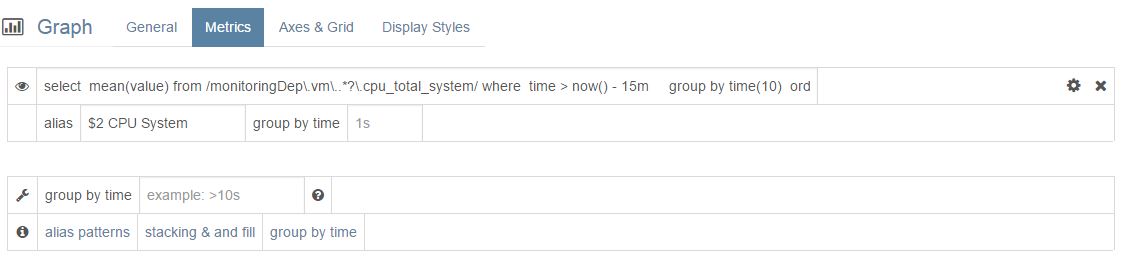 Graph General Metrics Axes & Grid Display Styles
select mean(value) from /monitoringDep\.vm\..*?\.cpu_total_system/ where time > now() - 15m group by time(10) ord
alias $2 CPU System group by time 1s
group by time example: >10s
alias patterns stacking & and fill group by time